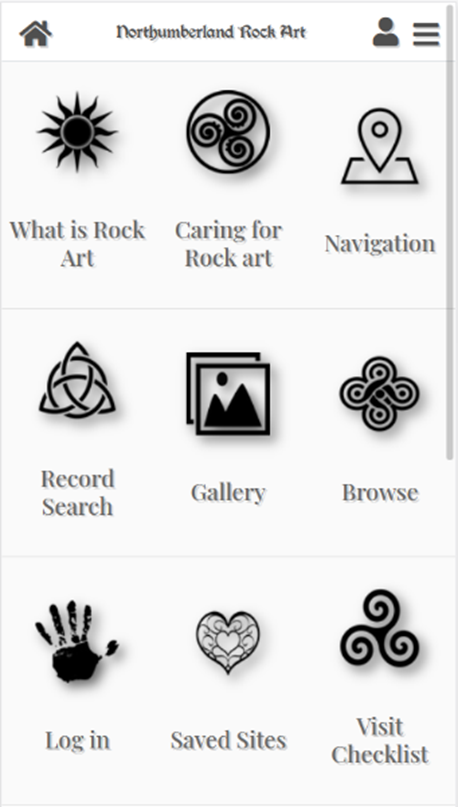 Northumberland Rock Art
What is Rock
Art
Caring for
Rock art
Navigation
Record
Search
Gallery
Browse
Log in
Saved Sites
Visit
Checklist